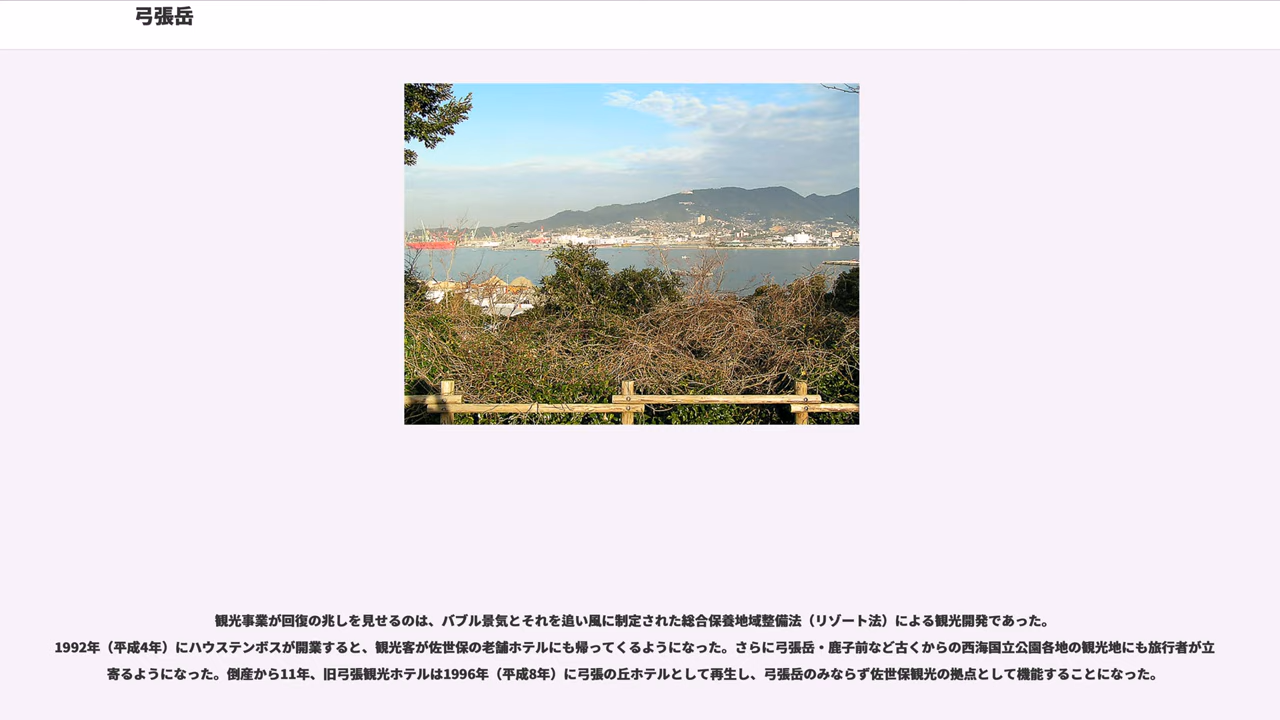 弓張岳
観光事業が回復の兆しを見せるのは、バブル景気とそれを追い風に制定された総合保養地域整備法（リゾート法）による観光開発であった。
1992年（平成4年）にハウステンボスが開業すると、観光客が佐世保の老舗ホテルにも帰ってくるようになった。さらに弓張岳・鹿子前など古くからの西海国立公園各地の観光地にも旅行者が立
寄るようになった。倒産から11年、旧弓張観光ホテルは1996年（平成8年）に弓張の丘ホテルとして再生し、弓張岳のみならず佐世保観光の拠点として機能することになった。